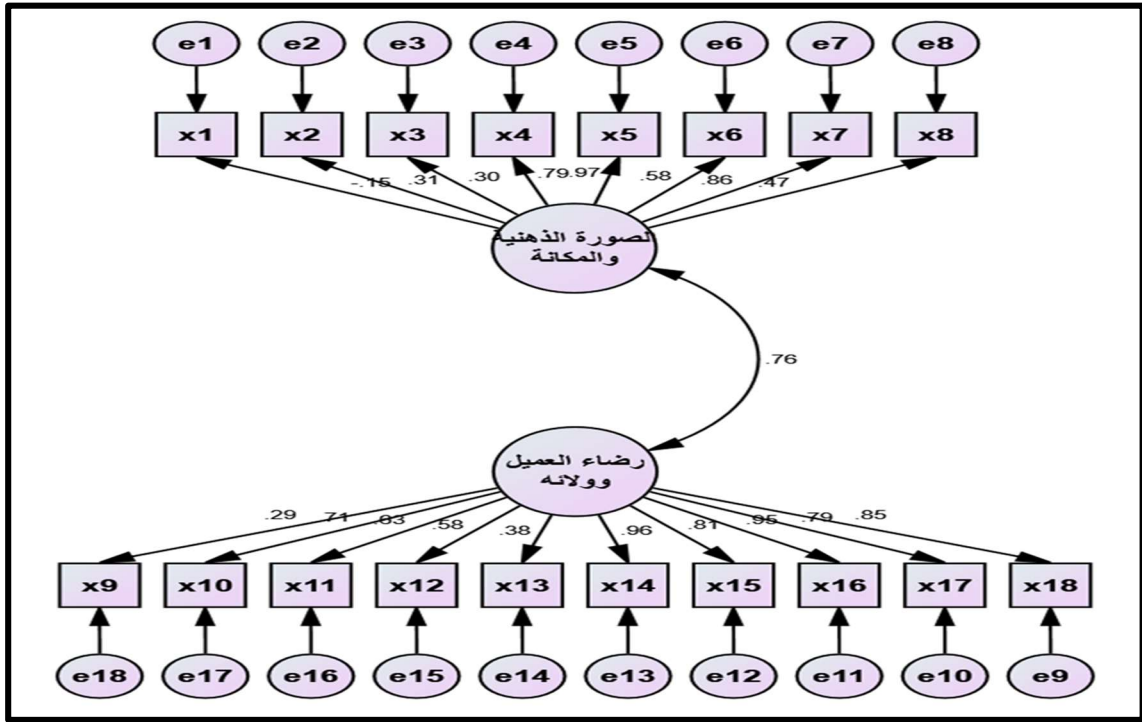 e1 e2 e3 e4 e5 e6 e7 e8
x1 x2 x3 x4 x5 x6 x7 x8
-.15 .31 .30 .79 .97 .58 .86 .47
لصورة الذهنية
والمكانة
.76
رضاء العميل
وولائه
.29 .71 .58 .38 .96 .81 .95 .79 .85
x9 x10 x11 x12 x13 x14 x15 x16 x17 x18
e18 e17 e16 e15 e14 e13 e12 e11 e10 e9